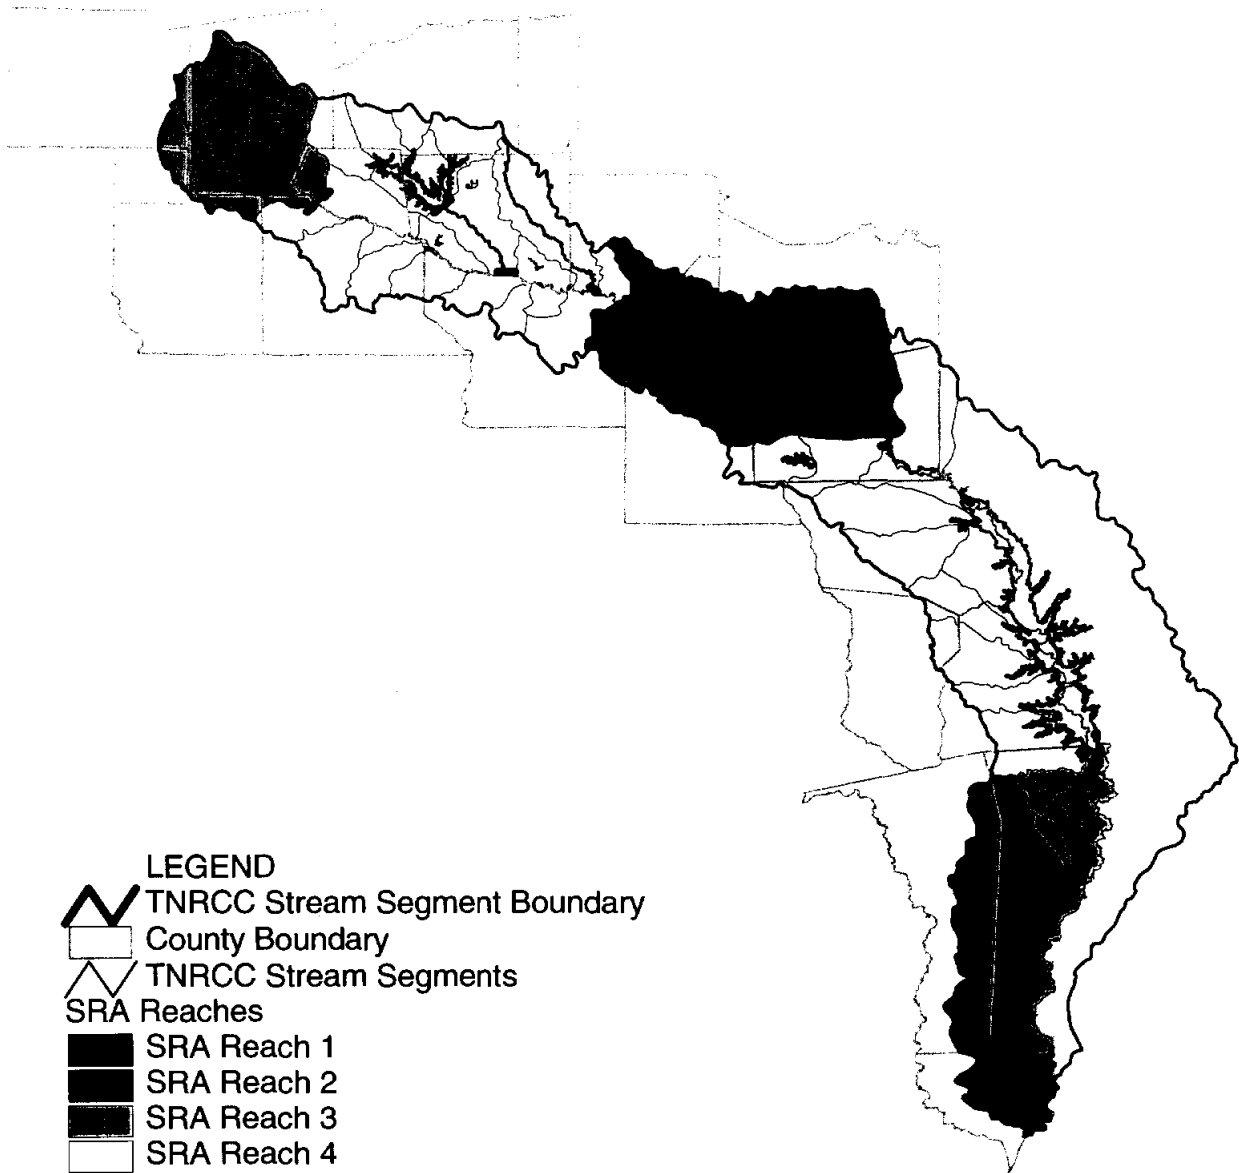 LEGEND
TNRCC Stream Segment Boundary
County Boundary
TNRCC Stream Segments
SRA Reaches
SRA Reach 1
SRA Reach 2
SRA Reach 3
SRA Reach 4